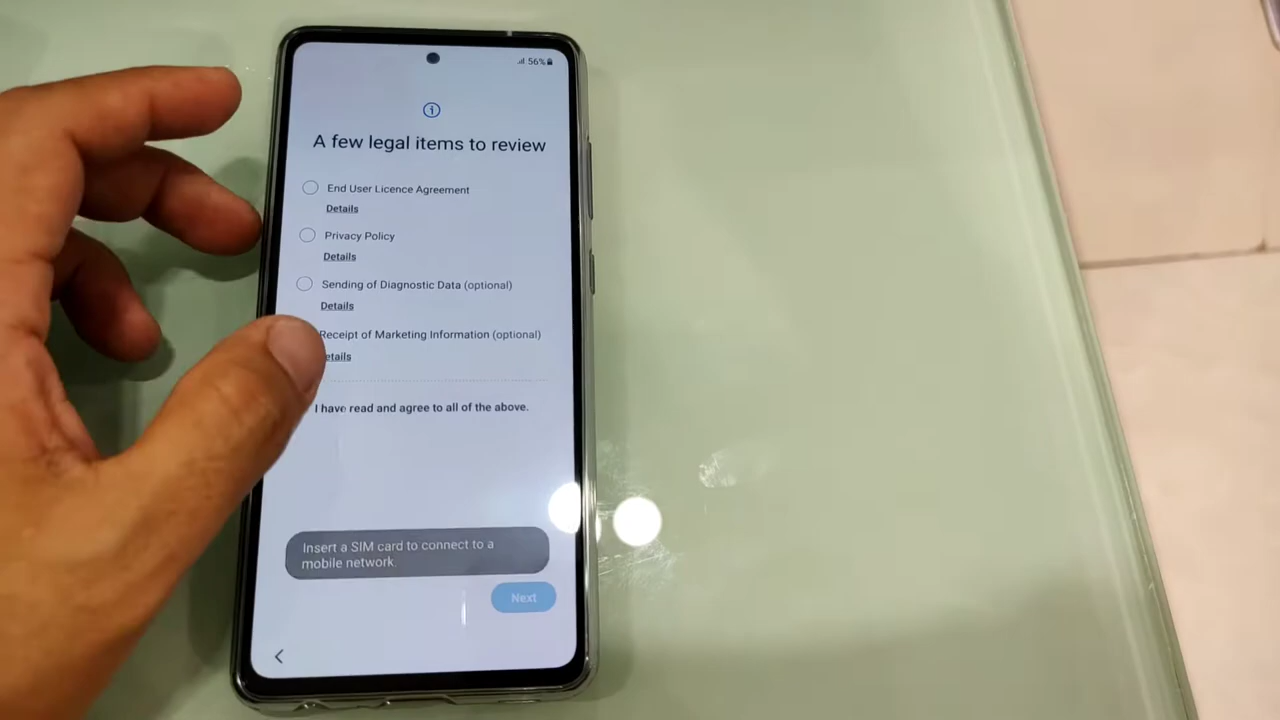 56%
A few legal items to review
End User Licence Agreement
Details
Privacy Policy
Details
Sending of Diagnostic Data (optional)
Details
Receipt of Marketing Information (optional)
etails
I have read and agree to all of the above.
Insert a SIM card to connect to a
mobile network.
Next